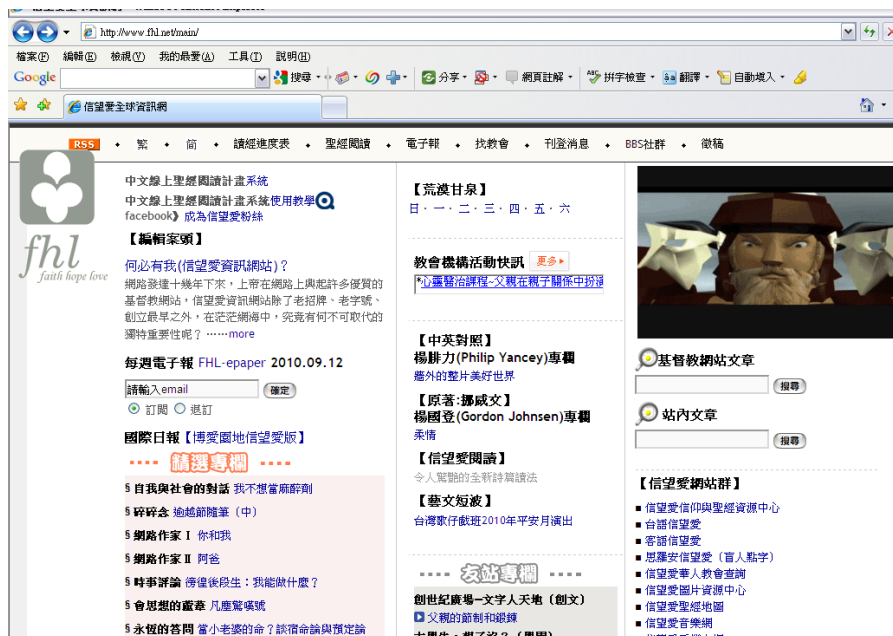 http://www.fhl.net/main/
檔案(F) 編輯(E) 檢視(V) 我的最愛(A) 工具(T) 說明(H)
Google 搜尋 分享 網頁註解 拼字檢查 翻譯 自動填入
信望愛全球資訊網
RSS 繁 簡 讀經進度表 聖經閱讀 電子報 找教會 刊登消息 BBS社群 徵稿
fhl
faith hope love
中文線上聖經閱讀計畫系統
中文線上聖經閱讀計畫系統使用教學
facebook》成為信望愛粉絲
【編輯案頭】
何必有我(信望愛資訊網站)？
網路發達十幾年下來，上帝在網路上興起許多優質的
基督教網站，信望愛資訊網站除了老招牌、老字號、
創立最早之外，在茫茫網海中，究竟有何不可取代的
獨特重要性呢？ ……more
每週電子報 FHL-epaper 2010.09.12
請輸入email 確定
訂閱 退訂
國際日報【博愛園地信望愛版】
精選專欄
§ 自我與社會的對話 我不想當麻醉劑
§ 碎碎念 逾越節隨筆（中）
§ 網路作家 I 你和我
§ 網路作家 II 阿爸
§ 時事評論 徬徨後段生：我能做什麼？
§ 會思想的蘆葦 凡塵驚嘆號
§ 永恆的答問 當小老婆的命？談宿命論與預定論
【荒漠甘泉】
日．一．二．三．四．五．六
教會機構活動快訊 更多
*心靈醫治課程~父親在親子關係中扮演
【中英對照】
楊腓力(Philip Yancey)專欄
牆外的整片美好世界
【原著:挪威文】
楊國登(Gordon Johnsen)專欄
柔情
【信望愛閱讀】
令人驚艷的全新詩篇讀法
【藝文短波】
台灣歌仔戲班2010年平安月演出
友站專欄
創世紀廣場—文字人天地（創文）
父親的節制和鍛鍊
基督教網站文章
搜尋
站內文章
搜尋
【信望愛網站群】
信望愛信仰與聖經資源中心
台語信望愛
客語信望愛
恩羅安信望愛（盲人點字）
信望愛華人教會查詢
信望愛圖片資源中心
信望愛聖經地圖
信望愛音樂網